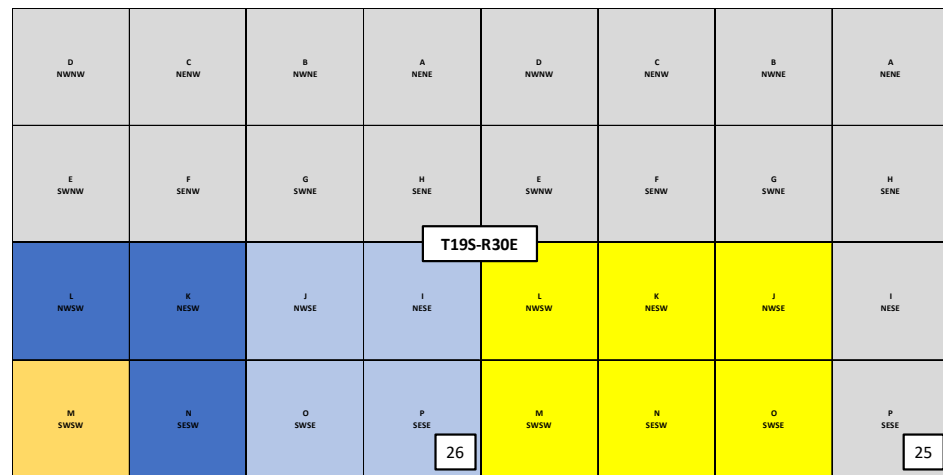 D
NWNW
C
NENW
B
NWNE
A
NENE
D
NWNW
C
NENW
B
NWNE
A
NENE
E
SWNW
F
SENW
G
SWNE
H
SENE
E
SWNW
F
SENW
G
SWNE
H
SENE
T19S-R30E
L
NWSW
K
NESW
J
NWSE
I
NESE
L
NWSW
K
NESW
J
NWSE
I
NESE
M
SWSW
N
SESW
O
SWSE
P
SESE
26
M
SWSW
N
SESW
O
SWSE
P
SESE
25